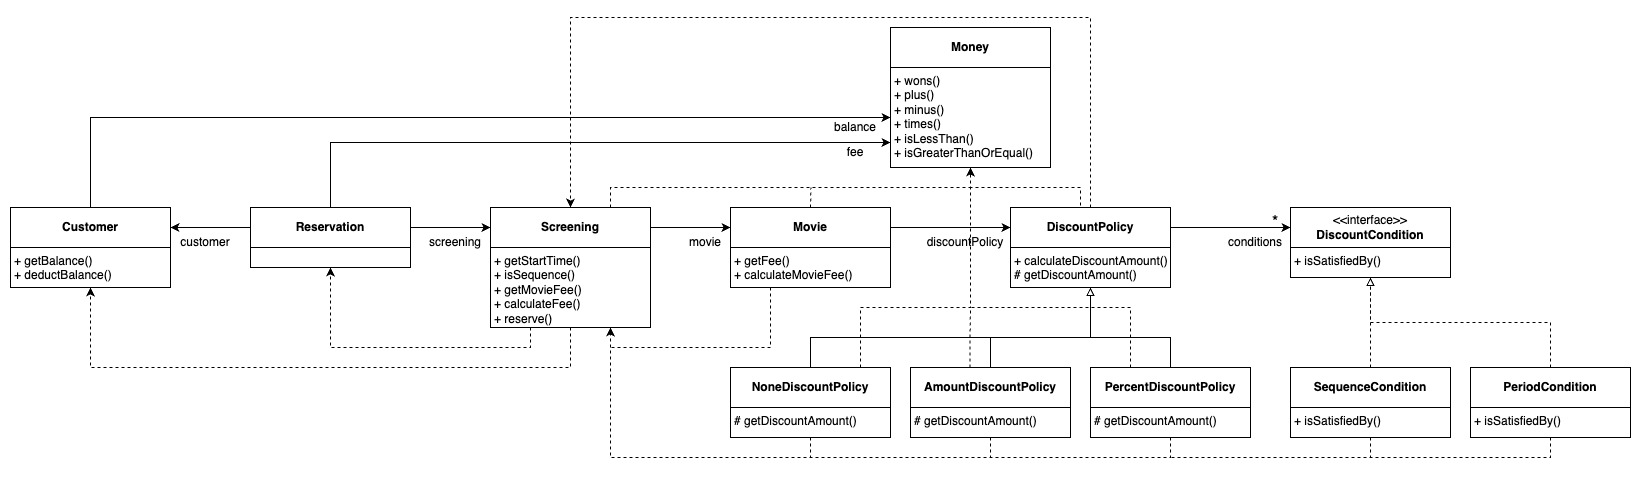 Money
+ wons()
+ plus()
+ minus()
+ times()
+ isLessThan()
+ isGreaterThanOrEqual()
balance
fee
Customer
+ getBalance()
+ deductBalance()
customer
Reservation
screening
Screening
+ getStartTime()
+ isSequence()
+ getMovieFee()
+ calculateFee()
+ reserve()
movie
Movie
+ getFee()
+ calculateMovieFee()
discountPolicy
DiscountPolicy
+ calculateDiscountAmount()
# getDiscountAmount()
*
conditions
<<interface>>
DiscountCondition
+ isSatisfiedBy()
NoneDiscountPolicy
# getDiscountAmount()
AmountDiscountPolicy
# getDiscountAmount()
PercentDiscountPolicy
# getDiscountAmount()
SequenceCondition
+ isSatisfiedBy()
PeriodCondition
+ isSatisfiedBy()